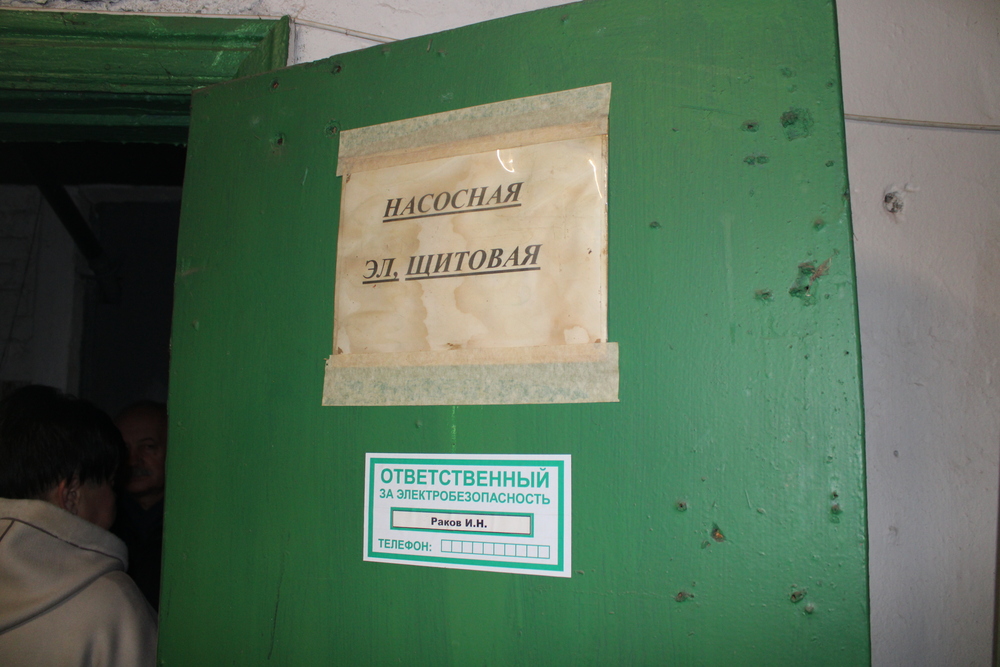 НАСОСНАЯ
ЭЛ, ЩИТОВАЯ
ОТВЕТСТВЕННЫЙ
ЗА ЭЛЕКТРОБЕЗОПАСНОСТЬ
Раков И.Н.
ТЕЛЕФОН: